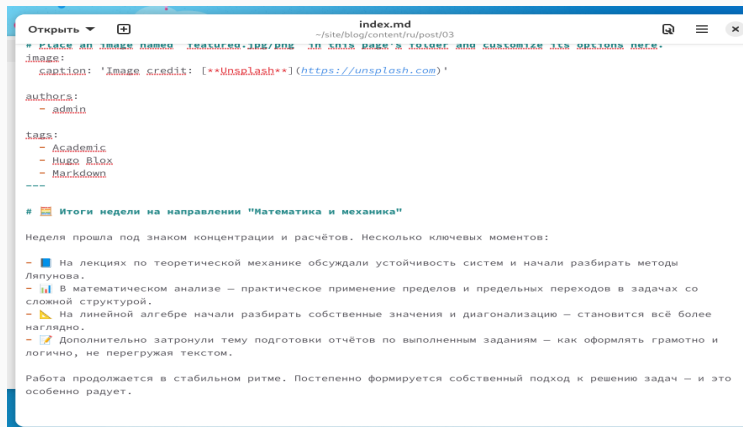 Открыть
index.md
~/site/blog/content/ru/post/03
# Place an image named `featured.jpg/png` in this page's folder and customize its options here.
image:
caption: 'Image credit: [**Unsplash**](https://unsplash.com)'
authors:
- admin
tags:
- Academic
- Hugo Blox
- Markdown
---
# 🧮 Итоги недели на направлении "Математика и механика"
Неделя прошла под знаком концентрации и расчётов. Несколько ключевых моментов:
- 📘 На лекциях по теоретической механике обсуждали устойчивость систем и начали разбирать методы
Ляпунова.
- 📊 В математическом анализе — практическое применение пределов и предельных переходов в задачах со
сложной структурой.
- 📐 На линейной алгебре начали разбирать собственные значения и диагонализацию — становится всё более
наглядно.
- 📝 Дополнительно затронули тему подготовки отчётов по выполненным заданиям — как оформлять грамотно и
логично, не перегружая текстом.
Работа продолжается в стабильном ритме. Постепенно формируется собственный подход к решению задач — и это
особенно радует.